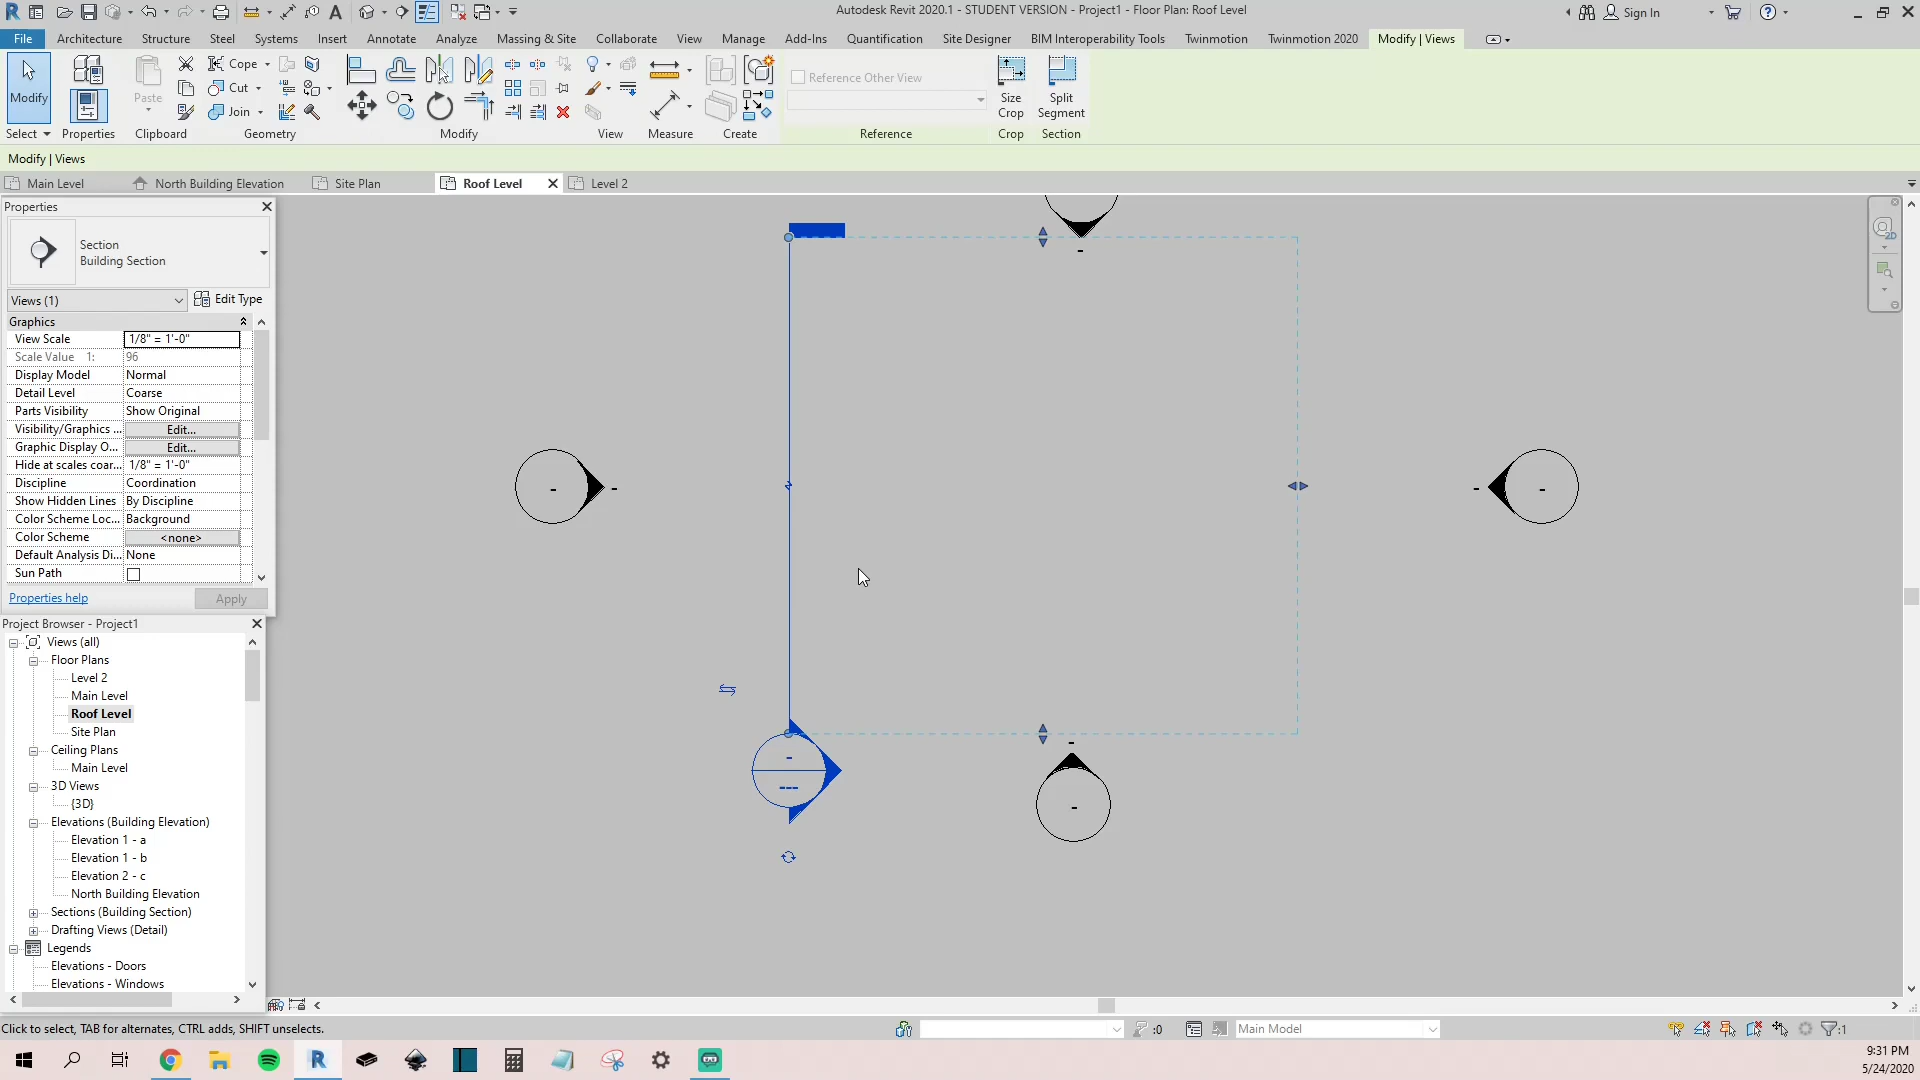 Autodesk Revit 2020.1 - STUDENT VERSION - Project1 - Floor Plan: Roof Level
Sign In
File Architecture Structure Steel Systems Insert Annotate Analyze Massing & Site Collaborate View Manage Add-Ins Quantification Site Designer BIM Interoperability Tools Twinmotion Twinmotion 2020 Modify | Views
Modify
Paste
Cope
Cut
Join
Reference Other View
Size Crop
Split Segment
Select Properties Clipboard Geometry Modify View Measure Create Reference Crop Section
Modify | Views
Main Level North Building Elevation Site Plan Roof Level Level 2
Properties
Section
Building Section
Views (1) Edit Type
Graphics
View Scale 1/8" = 1'-0"
Scale Value 1: 96
Display Model Normal
Detail Level Coarse
Parts Visibility Show Original
Visibility/Graphics ... Edit...
Graphic Display O... Edit...
Hide at scales coar... 1/8" = 1'-0"
Discipline Coordination
Show Hidden Lines By Discipline
Color Scheme Loc... Background
Color Scheme <none>
Default Analysis Di... None
Sun Path
Properties help Apply
Project Browser - Project1
Views (all)
Floor Plans
Level 2
Main Level
Roof Level
Site Plan
Ceiling Plans
Main Level
3D Views
{3D}
Elevations (Building Elevation)
Elevation 1 - a
Elevation 1 - b
Elevation 2 - c
North Building Elevation
Sections (Building Section)
Drafting Views (Detail)
Legends
Elevations - Doors
Elevations - Windows
Click to select, TAB for alternates, CTRL adds, SHIFT unselects.
:0
Main Model
:1
9:31 PM
5/24/2020